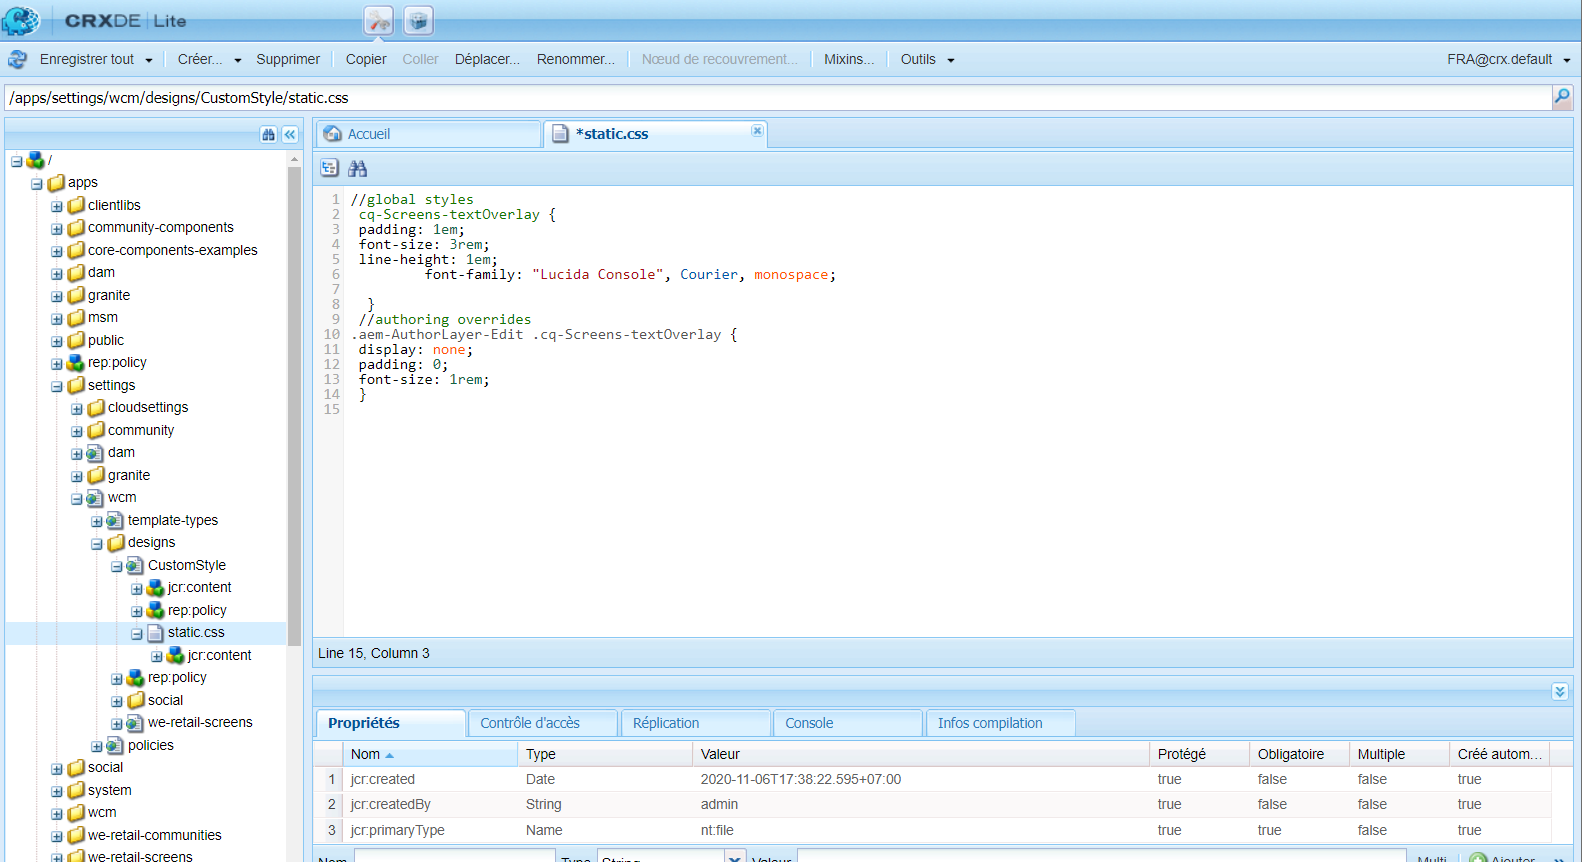 CRXDE | Lite
Enregistrer tout Créer... Supprimer Copier Coller Déplacer... Renommer... Nœud de recouvrement... Mixins... Outils FRA@crx.default
/apps/settings/wcm/designs/CustomStyle/static.css
Accueil *static.css
/
apps
clientlibs
community-components
core-components-examples
dam
granite
msm
public
rep:policy
settings
cloudsettings
community
dam
granite
wcm
template-types
designs
CustomStyle
jcr:content
rep:policy
static.css
jcr:content
rep:policy
social
we-retail-screens
policies
social
system
wcm
we-retail-communities
we-retail-screens
1 //global styles
2 cq-Screens-textOverlay {
3 padding: 1em;
4 font-size: 3rem;
5 line-height: 1em;
6 font-family: "Lucida Console", Courier, monospace;
7
8 }
9 //authoring overrides
10 .aem-AuthorLayer-Edit .cq-Screens-textOverlay {
11 display: none;
12 padding: 0;
13 font-size: 1rem;
14 }
15
Line 15, Column 3
Propriétés Contrôle d'accès Réplication Console Infos compilation
Nom Type Valeur Protégé Obligatoire Multiple Créé autom...
1 jcr:created Date 2020-11-06T17:38:22.595+07:00 true false false true
2 jcr:createdBy String admin true false false true
3 jcr:primaryType Name nt:file true true false true
Nom Type String Valeur Multi Ajouter